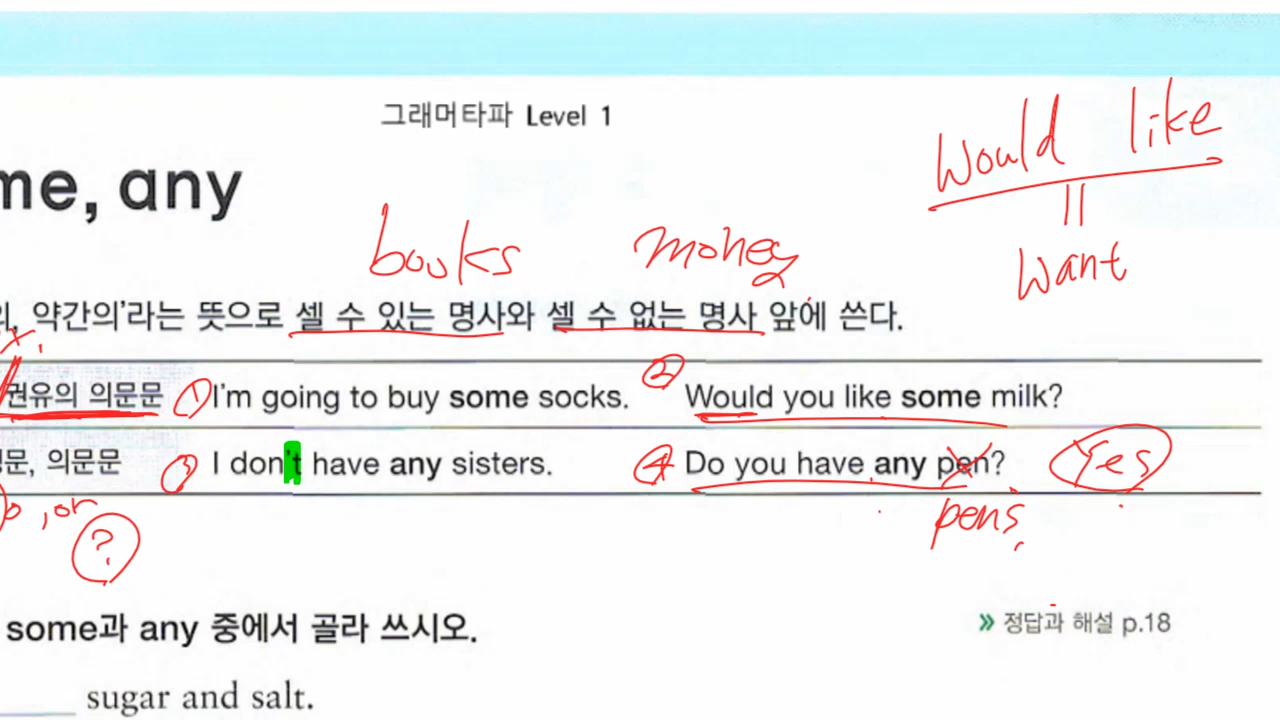 그래머타파 Level 1
would like
me, any
=
want
books money
약간의'라는 뜻으로 셀 수 있는 명사와 셀 수 없는 명사 앞에 쓴다.
권유의 의문문 ① I'm going to buy some socks. ② Would you like some milk?
문, 의문문 ③ I don't have any sisters. ④ Do you have any pen? Yes
, or pens
?
some과 any 중에서 골라 쓰시오.
» 정답과 해설 p.18
sugar and salt.